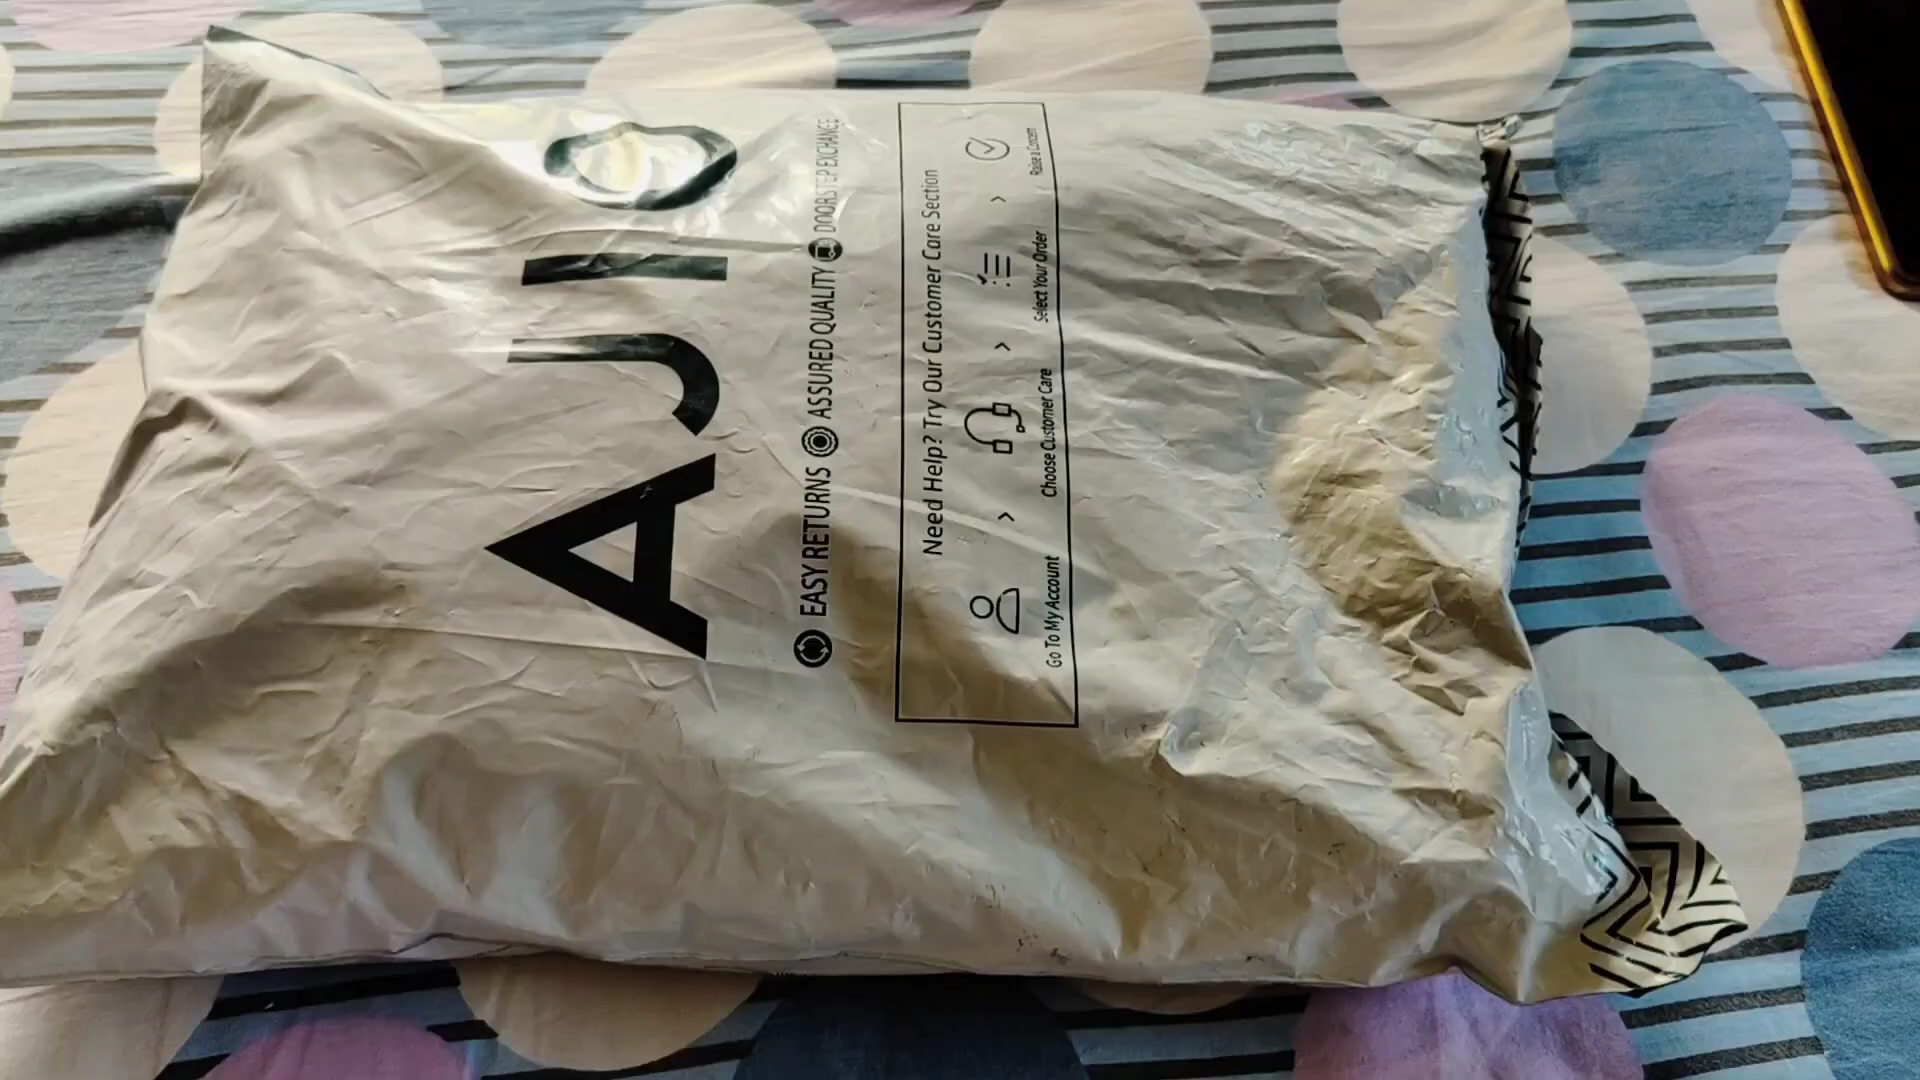 AJIO
EASY RETURNS ASSURED QUALITY DOORSTEP EXCHANGE
Need Help? Try Our Customer Care Section
> > >
Go To My Account Choose Customer Care Select Your Order Raise a Concern